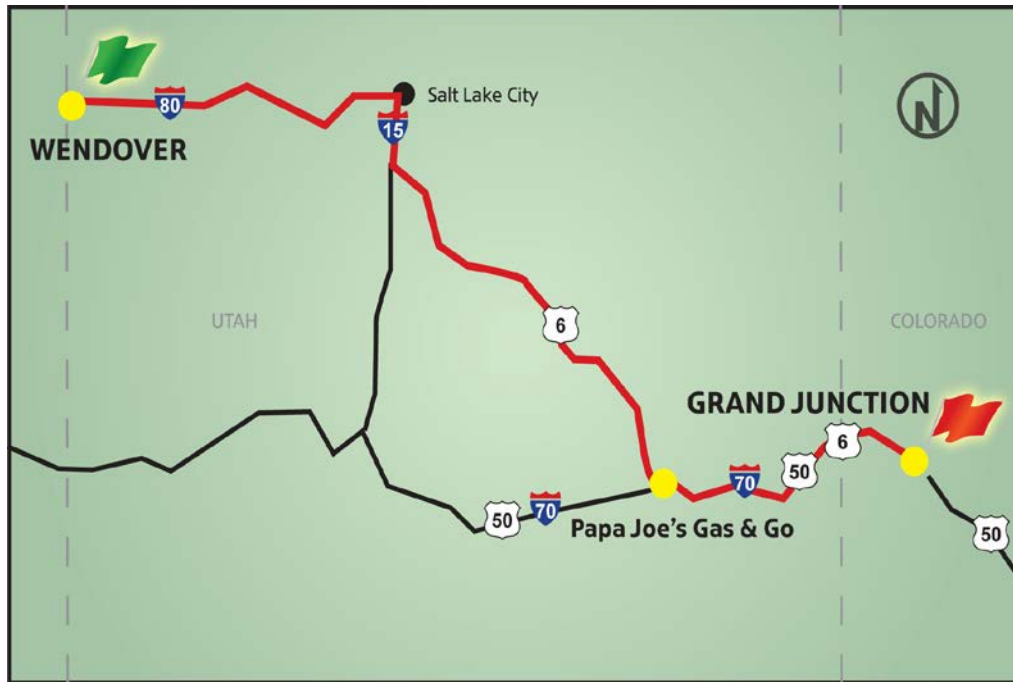 80
Salt Lake City
N
WENDOVER
15
UTAH
6
COLORADO
GRAND JUNCTION
6
50
70
70
50
Papa Joe's Gas & Go
50